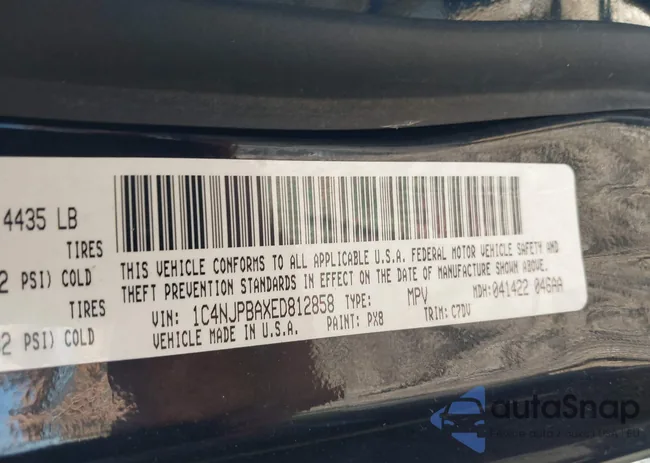 4435 LB
TIRES
2 PSI) COLD
TIRES
2 PSI) COLD
THIS VEHICLE CONFORMS TO ALL APPLICABLE U.S.A. FEDERAL MOTOR VEHICLE SAFETY AND
THEFT PREVENTION STANDARDS IN EFFECT ON THE DATE OF MANUFACTURE SHOWN ABOVE.
VIN: 1C4NJPBAXED812858 TYPE: MPV MDH: 041422 046AA
VEHICLE MADE IN U.S.A. PAINT: PX8 TRIM: C7DV
autoSnap